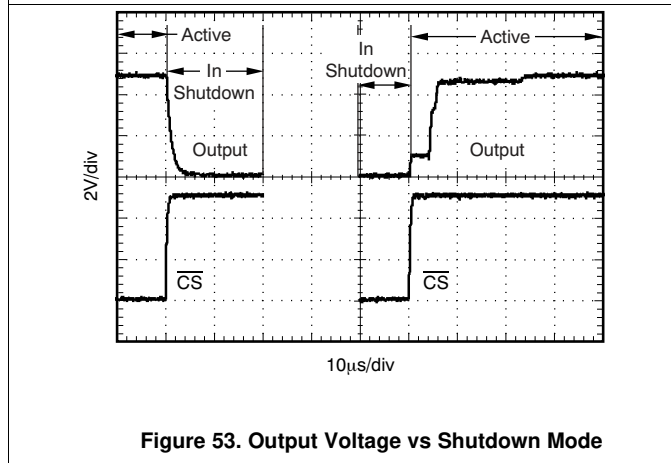 Active
In
Shutdown
Output
In
Shutdown
Active
Output
2V/div
CS
CS
10μs/div
Figure 53. Output Voltage vs Shutdown Mode